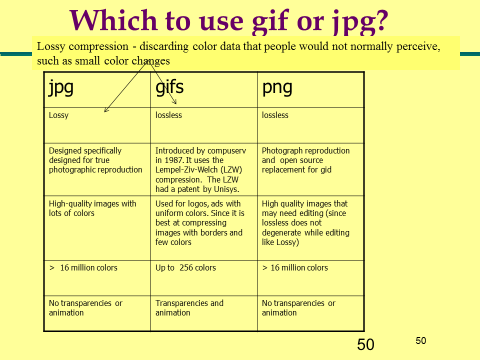 Which to use gif or jpg?
Lossy compression - discarding color data that people would not normally perceive,
such as small color changes
jpg
gifs
png
Lossy
lossless
lossless
Designed specifically
designed for true
photographic reproduction
Introduced by compuserv
in 1987. It uses the
Lempel-Ziv-Welch (LZW)
compression. The LZW
had a patent by Unisys.
Photograph reproduction
and open source
replacement for gid
High-quality images with
lots of colors
Used for logos, ads with
uniform colors. Since it is
best at compressing
images with borders and
few colors
High quality images that
may need editing (since
lossless does not
degenerate while editing
like Lossy)
> 16 million colors
Up to 256 colors
> 16 million colors
No transparencies or
animation
Transparencies and
animation
No transparencies or
animation
50
50